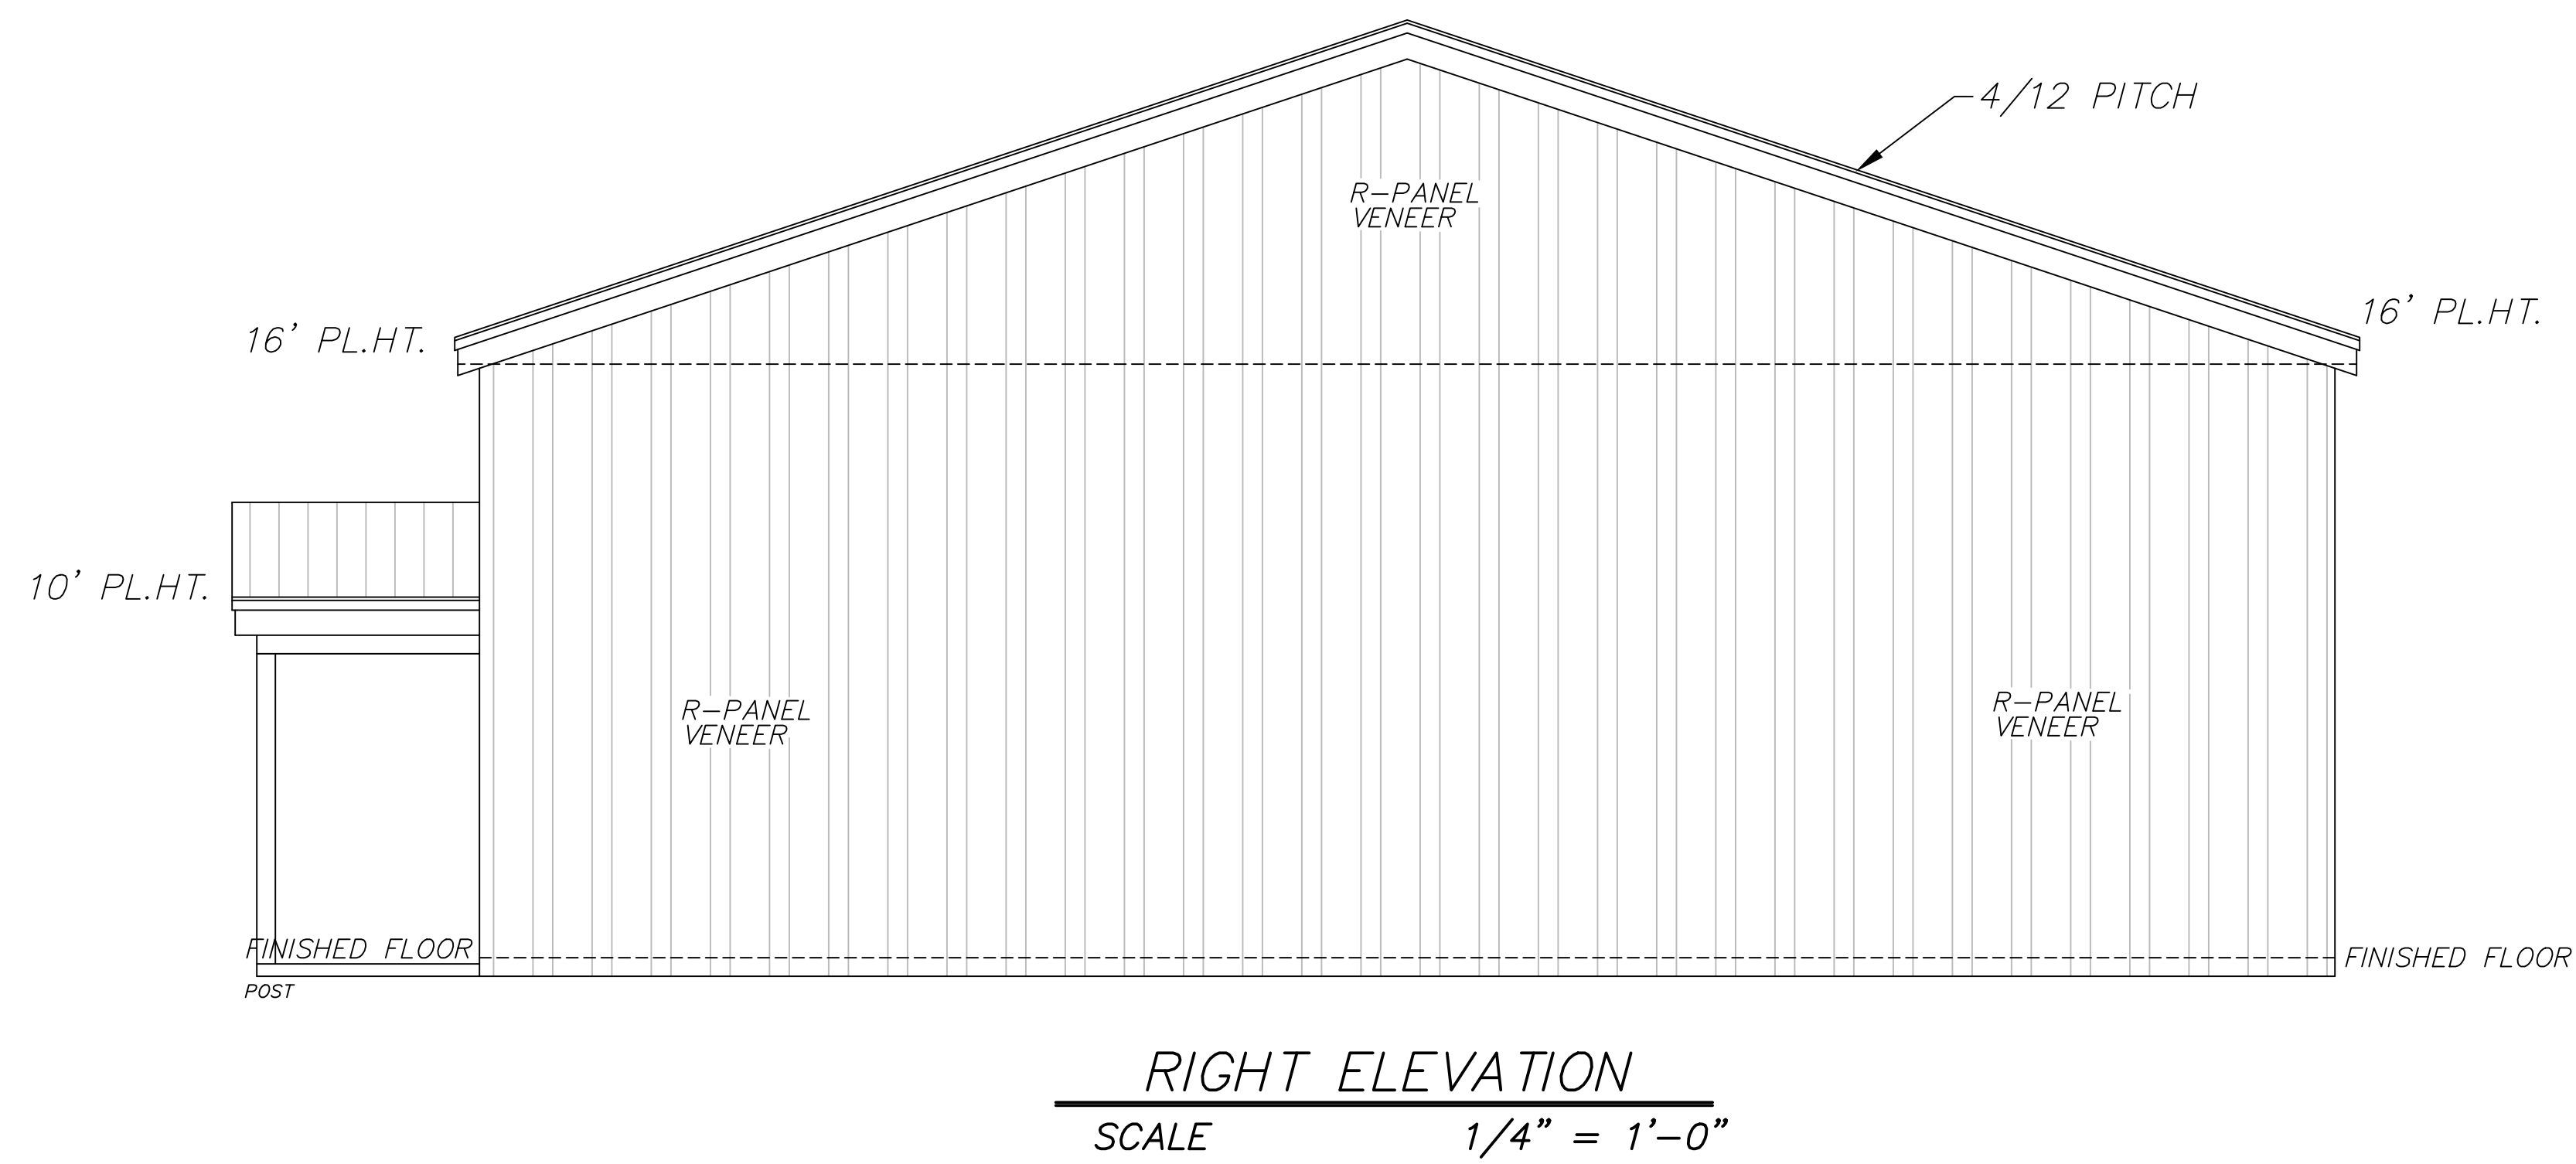 4/12 PITCH
R-PANEL
VENEER
16' PL.HT.
16' PL.HT.
10' PL.HT.
R-PANEL
VENEER
R-PANEL
VENEER
FINISHED FLOOR
FINISHED FLOOR
POST
RIGHT ELEVATION
SCALE 1/4" = 1'-0"